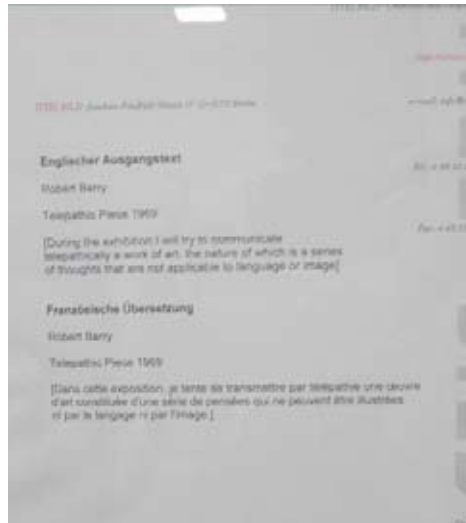 Englischer Ausgangstext
Robert Barry
Telepathic Piece 1969
[During the exhibition I will try to communicate
telepathically a work of art, the nature of which is a series
of thoughts that are not applicable to language or image]
Französische Übersetzung
Robert Barry
Telepathic Piece 1969
[Dans cette exposition, je tente de transmettre par télépathie une œuvre
d'art constituée d'une série de pensées qui ne peuvent être illustrées
ni par le langage ni par l'image.]